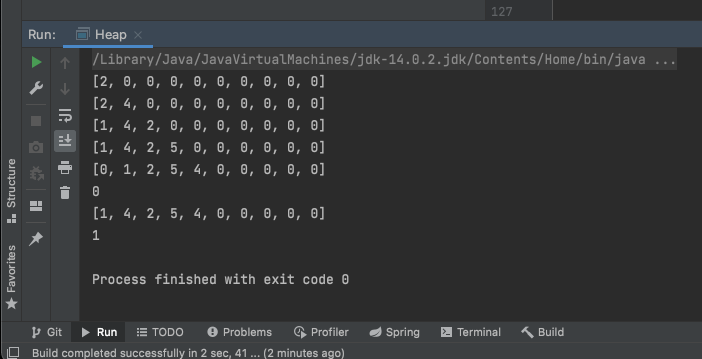 127
Run: Heap
/Library/Java/JavaVirtualMachines/jdk-14.0.2.jdk/Contents/Home/bin/java ...
[2, 0, 0, 0, 0, 0, 0, 0, 0, 0]
[2, 4, 0, 0, 0, 0, 0, 0, 0, 0]
[1, 4, 2, 0, 0, 0, 0, 0, 0, 0]
[1, 4, 2, 5, 0, 0, 0, 0, 0, 0]
[0, 1, 2, 5, 4, 0, 0, 0, 0, 0]
0
[1, 4, 2, 5, 4, 0, 0, 0, 0, 0]
1
Process finished with exit code 0
Structure
Favorites
Git Run TODO Problems Profiler Spring Terminal Build
Build completed successfully in 2 sec, 41 ... (2 minutes ago)